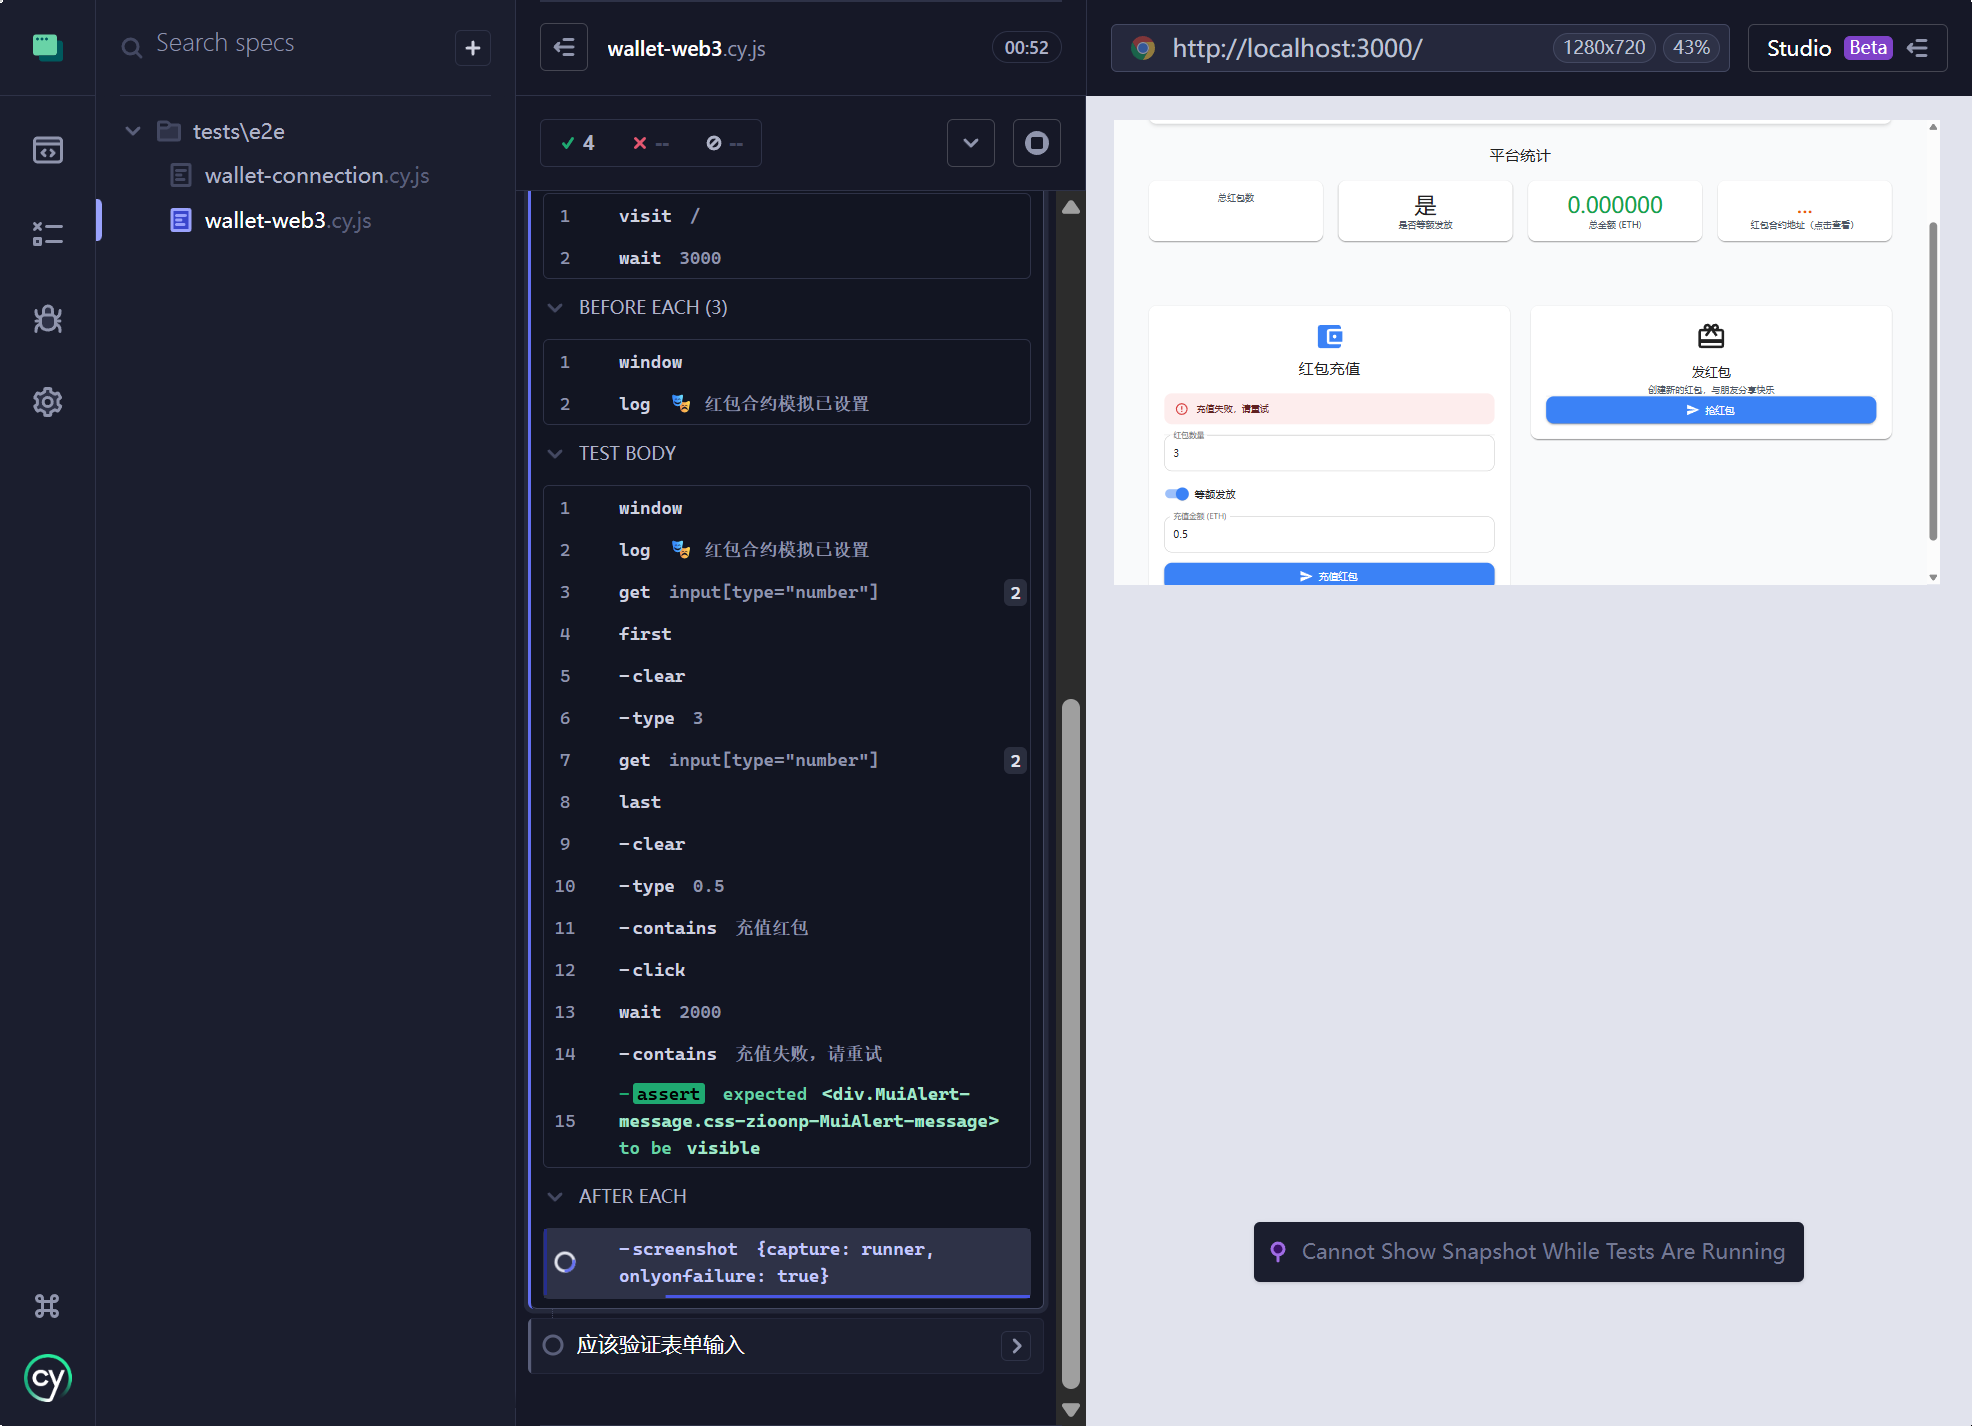 Search specs
+
tests\e2e
wallet-connection.cy.js
wallet-web3.cy.js
cy
wallet-web3.cy.js
00:52
4 -- --
1 visit /
2 wait 3000
BEFORE EACH (3)
1 window
2 log 🎭 红包合约模拟已设置
TEST BODY
1 window
2 log 🎭 红包合约模拟已设置
3 get input[type="number"] 2
4 first
5 -clear
6 -type 3
7 get input[type="number"] 2
8 last
9 -clear
10 -type 0.5
11 -contains 充值红包
12 -click
13 wait 2000
14 -contains 充值失败，请重试
15 -assert expected <div.MuiAlert-
message.css-zioonp-MuiAlert-message>
to be visible
AFTER EACH
-screenshot {capture: runner,
onlyonfailure: true}
应该验证表单输入
http://localhost:3000/
1280x720
43%
Studio Beta
平台统计
总红包数
是
是否等额发放
0.000000
总金额 (ETH)
...
红包合约地址（点击查看）
红包充值
充值失败，请重试
红包数量
3
等额发放
充值金额 (ETH)
0.5
充值红包
发红包
创建新的红包，与朋友分享快乐
抢红包
Cannot Show Snapshot While Tests Are Running